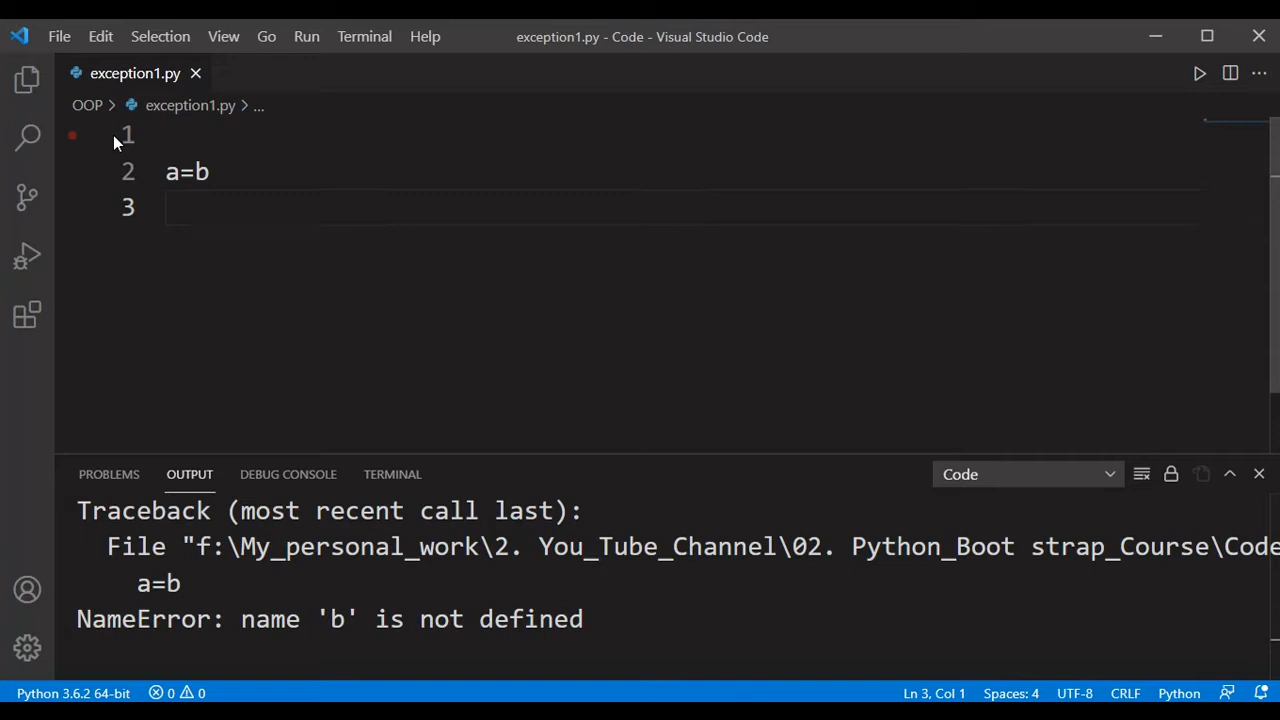 File Edit Selection View Go Run Terminal Help exception1.py - Code - Visual Studio Code
exception1.py
OOP > exception1.py > ...
1
2 a=b
3
PROBLEMS OUTPUT DEBUG CONSOLE TERMINAL Code
Traceback (most recent call last):
File "f:\My_personal_work\2. You_Tube_Channel\02. Python_Boot strap_Course\Code
a=b
NameError: name 'b' is not defined
Python 3.6.2 64-bit 0 0 Ln 3, Col 1 Spaces: 4 UTF-8 CRLF Python